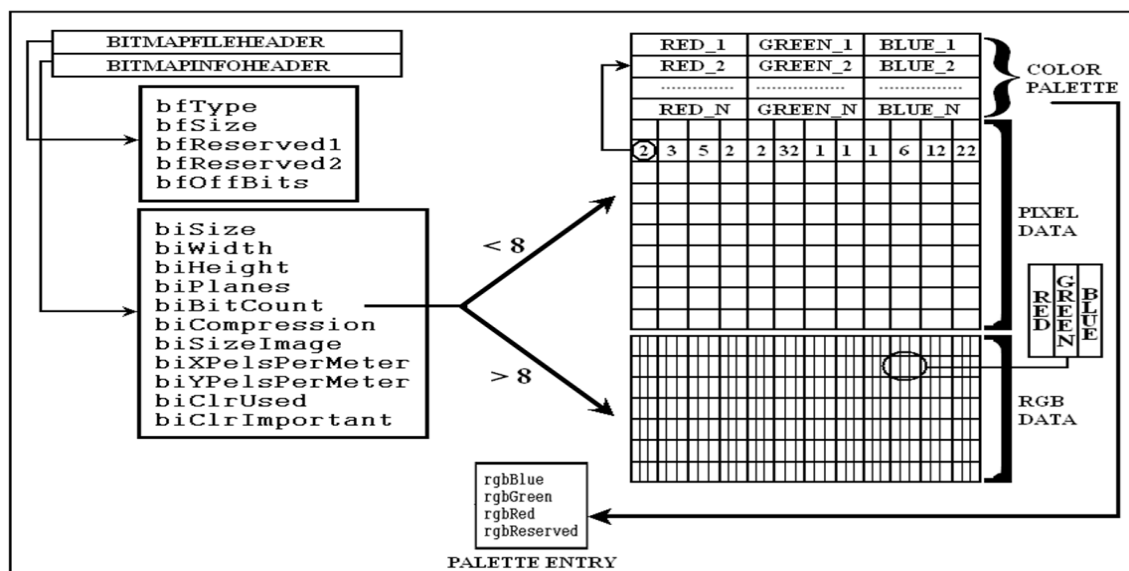 BITMAPFILEHEADER
BITMAPINFOHEADER
bfType
bfSize
bfReserved1
bfReserved2
bfOffBits
biSize
biWidth
biHeight
biPlanes
biBitCount
biCompression
biSizeImage
biXPelsPerMeter
biYPelsPerMeter
biClrUsed
biClrImportant
< 8
> 8
RED_1 GREEN_1 BLUE_1
RED_2 GREEN_2 BLUE_2
RED_N GREEN_N BLUE_N
COLOR
PALETTE
2 3 5 2 2 32 1 1 1 6 12 22
PIXEL
DATA
RED
GREEN
BLUE
RGB
DATA
rgbBlue
rgbGreen
rgbRed
rgbReserved
PALETTE ENTRY